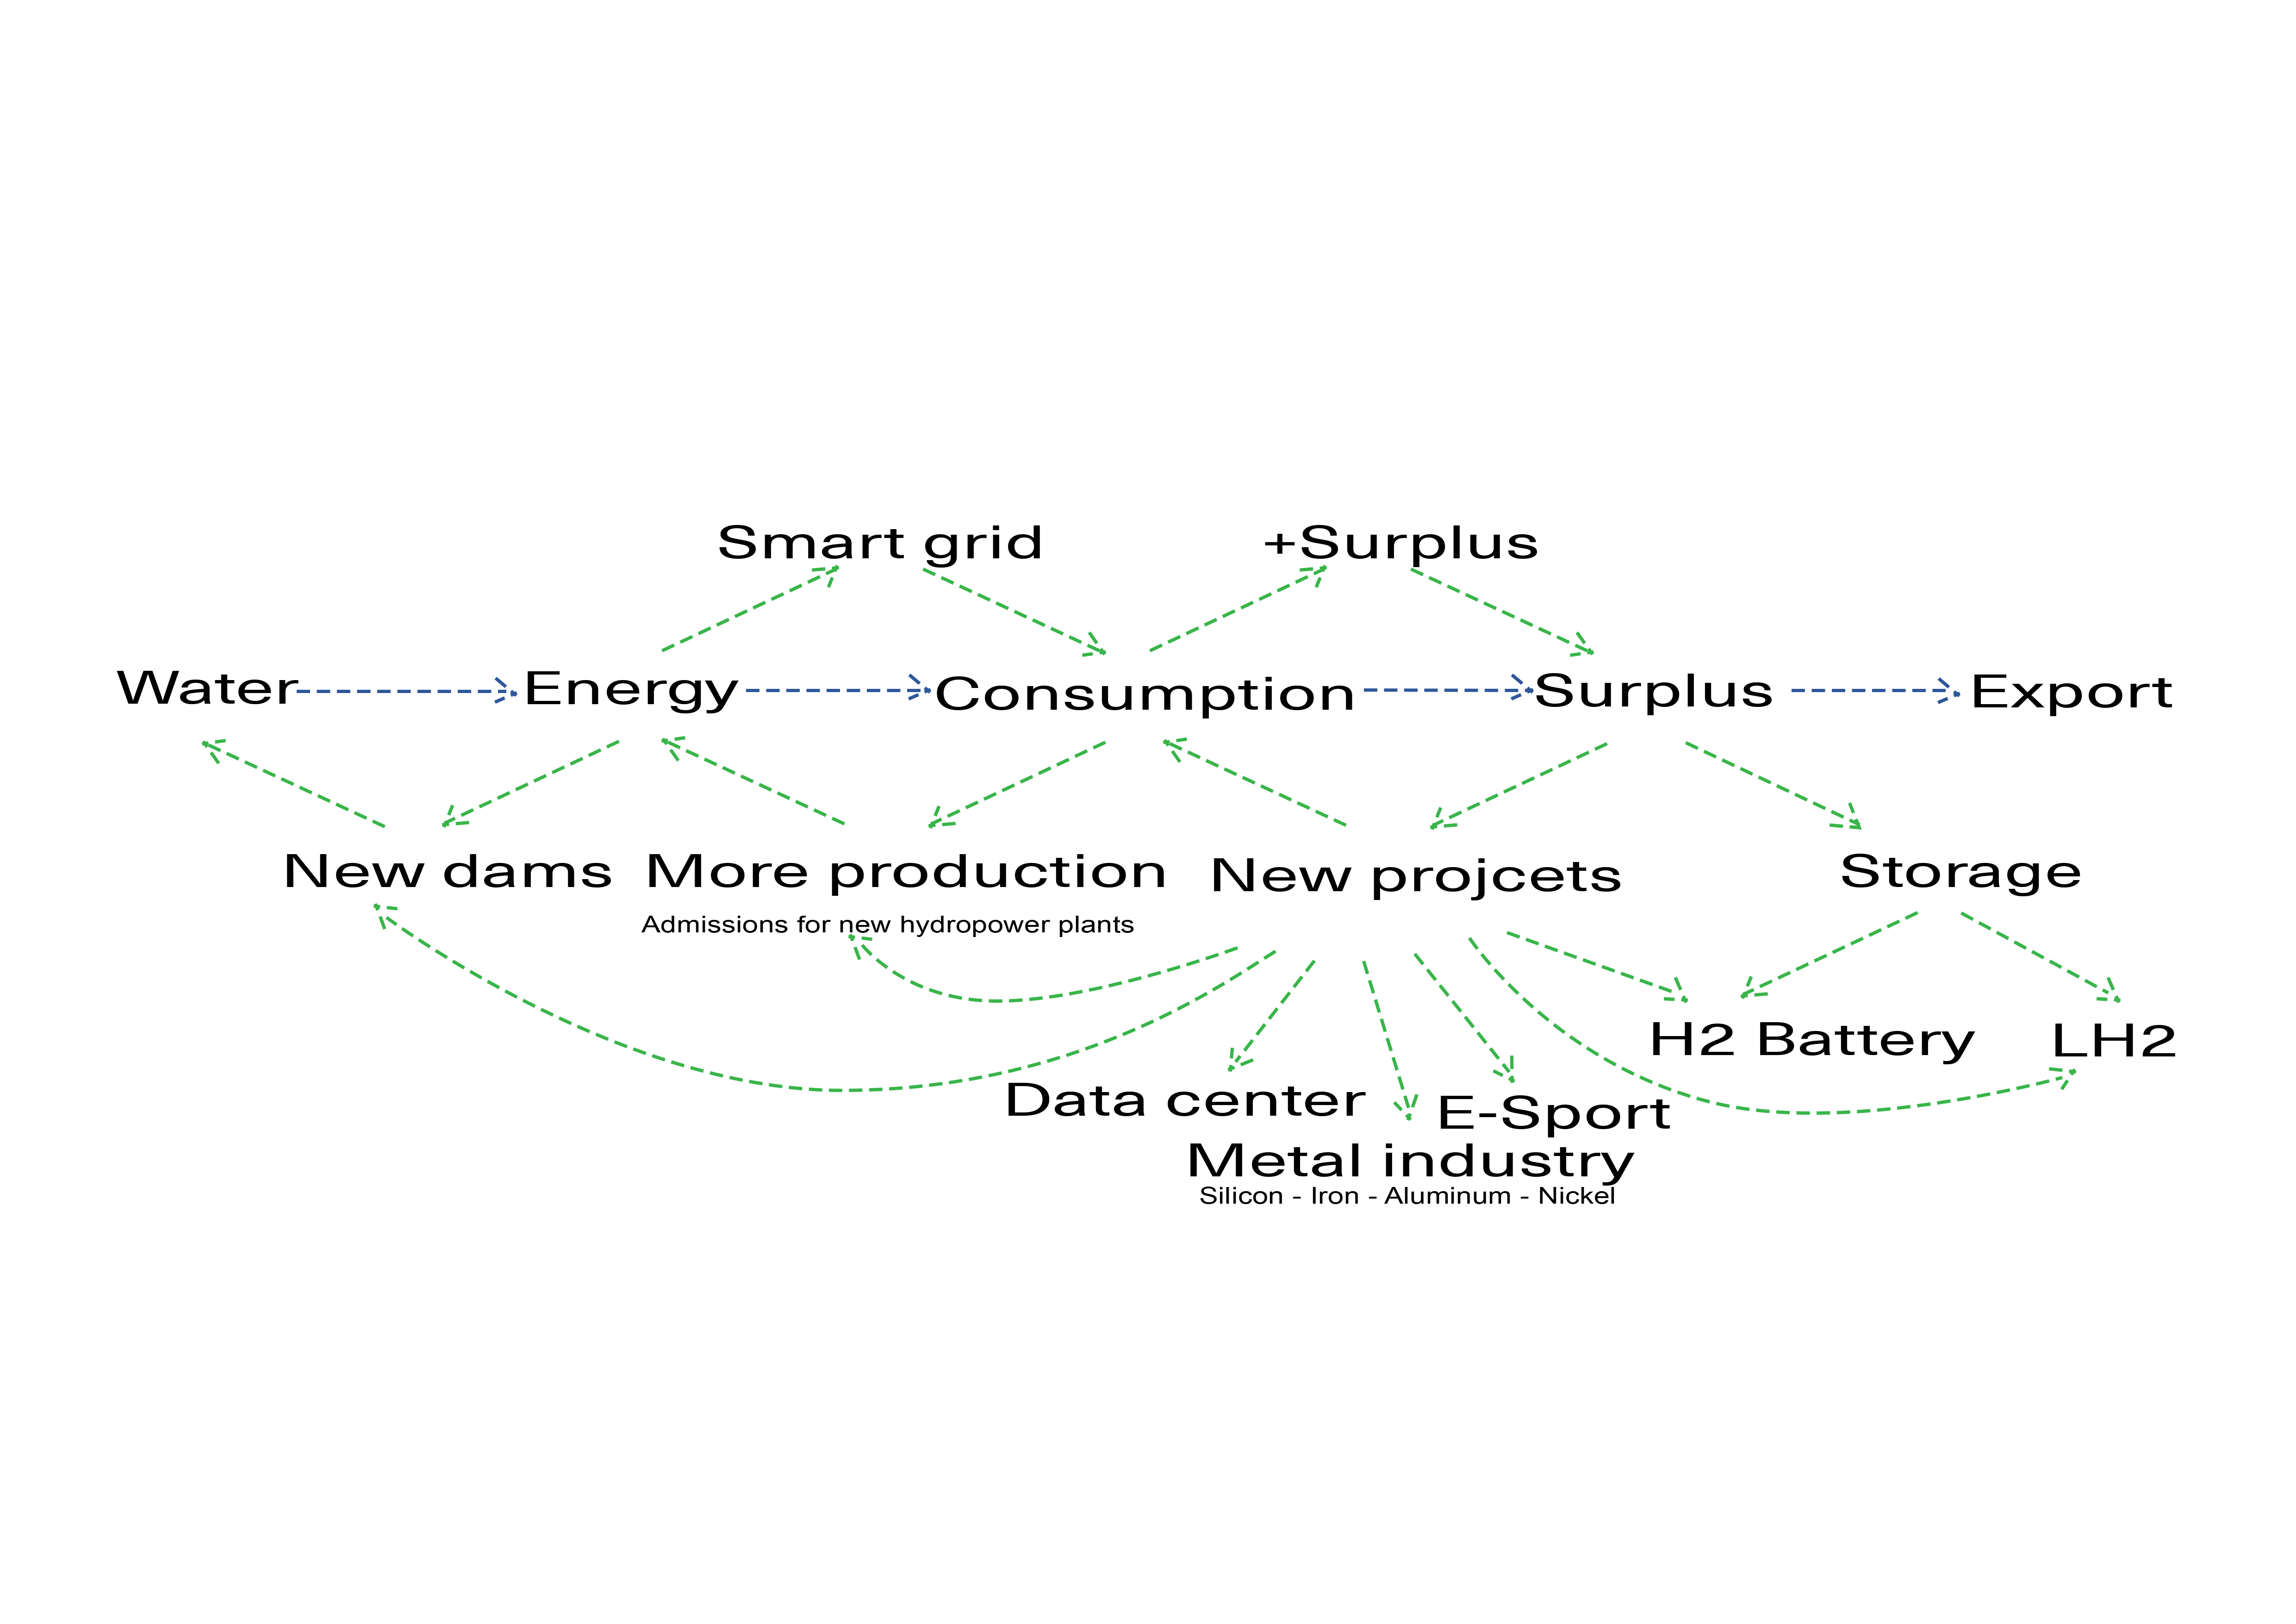 Smart grid
+Surplus
Water
Energy
Consumption
Surplus
Export
New dams
More production
New projcets
Storage
Admissions for new hydropower plants
H2 Battery
LH2
Data center
E-Sport
Metal industry
Silicon - Iron - Aluminum - Nickel